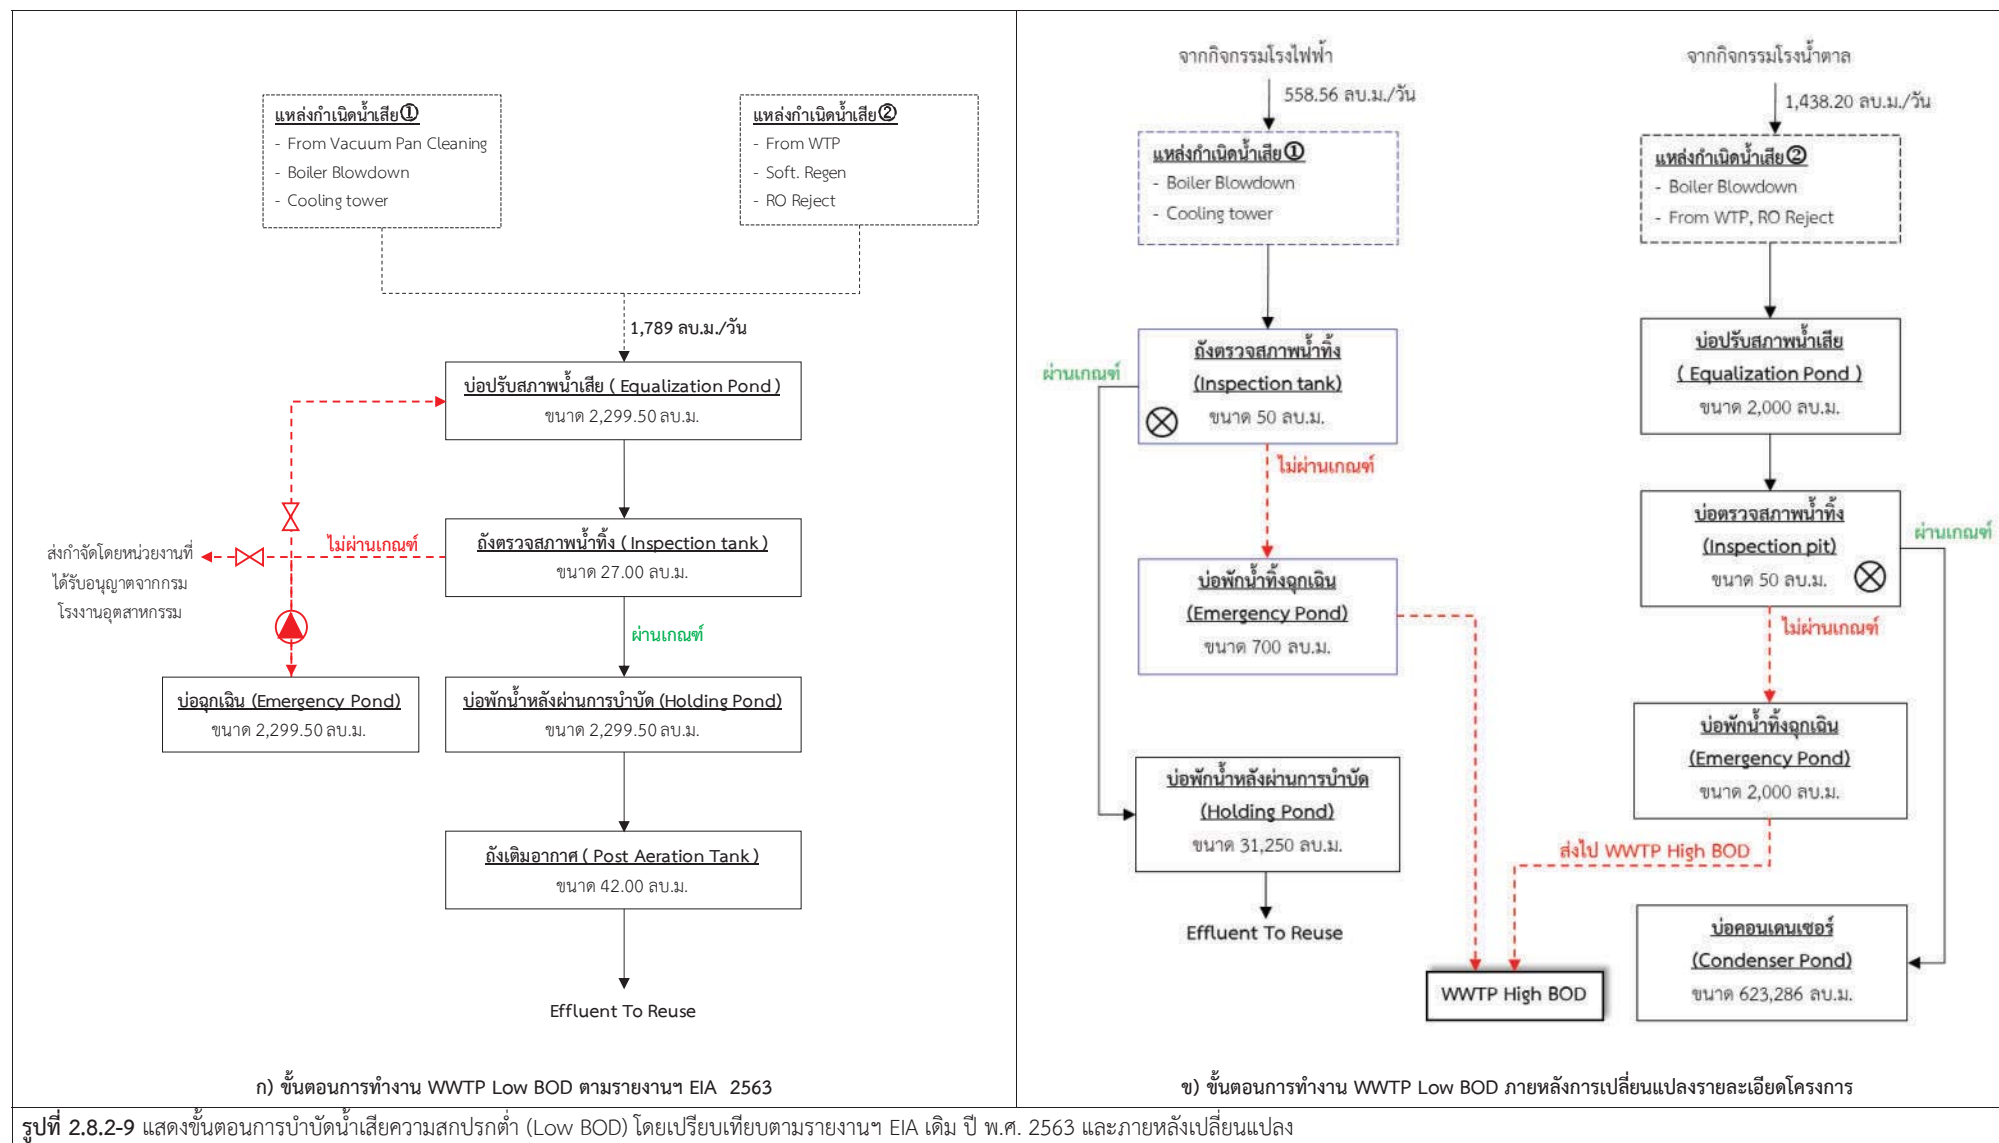 แหล่งกำเนิดน้ำเสีย①
- From Vacuum Pan Cleaning
- Boiler Blowdown
- Cooling tower
แหล่งกำเนิดน้ำเสีย②
- From WTP
- Soft. Regen
- RO Reject
1,789 ลบ.ม./วัน
บ่อปรับสภาพน้ำเสีย ( Equalization Pond )
ขนาด 2,299.50 ลบ.ม.
ถังตรวจสภาพน้ำทิ้ง ( Inspection tank )
ขนาด 27.00 ลบ.ม.
ไม่ผ่านเกณฑ์
ส่งกำจัดโดยหน่วยงานที่
ได้รับอนุญาตจากกรม
โรงงานอุตสาหกรรม
ผ่านเกณฑ์
บ่อฉุกเฉิน (Emergency Pond)
ขนาด 2,299.50 ลบ.ม.
บ่อพักน้ำหลังผ่านการบำบัด (Holding Pond)
ขนาด 2,299.50 ลบ.ม.
ถังเติมอากาศ ( Post Aeration Tank )
ขนาด 42.00 ลบ.ม.
Effluent To Reuse
ก) ขั้นตอนการทำงาน WWTP Low BOD ตามรายงานฯ EIA 2563
จากกิจกรรมโรงไฟฟ้า
558.56 ลบ.ม./วัน
แหล่งกำเนิดน้ำเสีย①
- Boiler Blowdown
- Cooling tower
ถังตรวจสภาพน้ำทิ้ง
(Inspection tank)
ขนาด 50 ลบ.ม.
ผ่านเกณฑ์
ไม่ผ่านเกณฑ์
บ่อพักน้ำทิ้งฉุกเฉิน
(Emergency Pond)
ขนาด 700 ลบ.ม.
บ่อพักน้ำหลังผ่านการบำบัด
(Holding Pond)
ขนาด 31,250 ลบ.ม.
Effluent To Reuse
จากกิจกรรมโรงน้ำตาล
1,438.20 ลบ.ม./วัน
แหล่งกำเนิดน้ำเสีย②
- Boiler Blowdown
- From WTP, RO Reject
บ่อปรับสภาพน้ำเสีย
( Equalization Pond )
ขนาด 2,000 ลบ.ม.
บ่อตรวจสภาพน้ำทิ้ง
(Inspection pit)
ขนาด 50 ลบ.ม.
ผ่านเกณฑ์
ไม่ผ่านเกณฑ์
บ่อพักน้ำทิ้งฉุกเฉิน
(Emergency Pond)
ขนาด 2,000 ลบ.ม.
ส่งไป WWTP High BOD
บ่อคอนเดนเซอร์
(Condenser Pond)
ขนาด 623,286 ลบ.ม.
WWTP High BOD
ข) ขั้นตอนการทำงาน WWTP Low BOD ภายหลังการเปลี่ยนแปลงรายละเอียดโครงการ
รูปที่ 2.8.2-9 แสดงขั้นตอนการบำบัดน้ำเสียความสกปรกต่ำ (Low BOD) โดยเปรียบเทียบตามรายงานฯ EIA เดิม ปี พ.ศ. 2563 และภายหลังเปลี่ยนแปลง